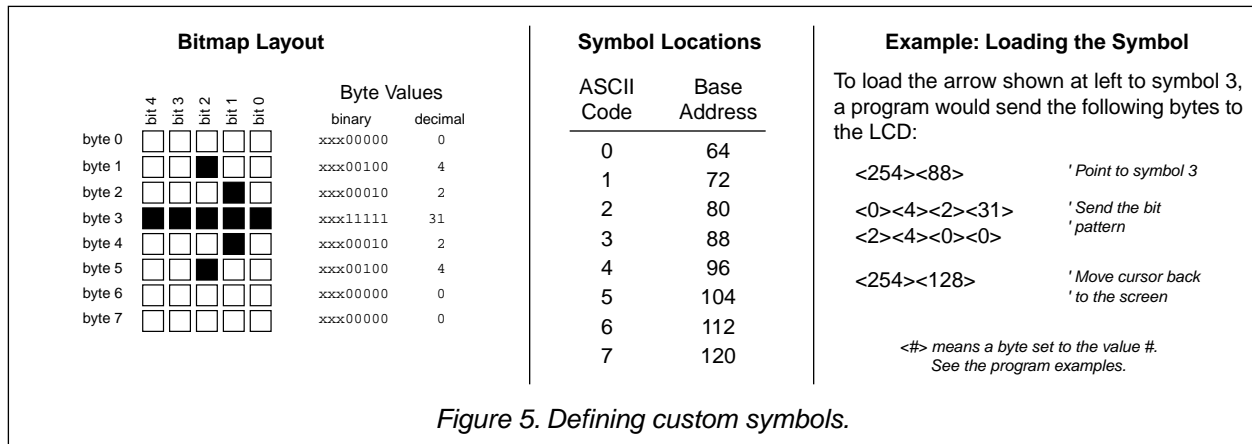 Bitmap Layout
bit 4
bit 3
bit 2
bit 1
bit 0
Byte Values
binary decimal
byte 0 xxx00000 0
byte 1 xxx00100 4
byte 2 xxx00010 2
byte 3 xxx11111 31
byte 4 xxx00010 2
byte 5 xxx00100 4
byte 6 xxx00000 0
byte 7 xxx00000 0
Symbol Locations
ASCII Base
Code Address
0 64
1 72
2 80
3 88
4 96
5 104
6 112
7 120
Example: Loading the Symbol
To load the arrow shown at left to symbol 3,
a program would send the following bytes to
the LCD:
<254><88> ' Point to symbol 3
<0><4><2><31> ' Send the bit
<2><4><0><0> ' pattern
<254><128> ' Move cursor back
' to the screen
<#> means a byte set to the value #.
See the program examples.
Figure 5. Defining custom symbols.